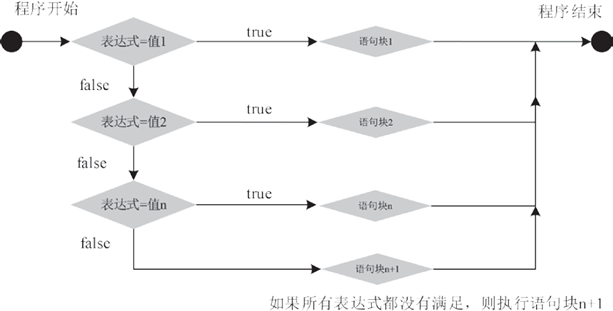 程序开始
程序结束
表达式=值1
true
语句块1
false
表达式=值2
true
语句块2
false
表达式=值n
true
语句块n
false
语句块n+1
如果所有表达式都没有满足，则执行语句块n+1